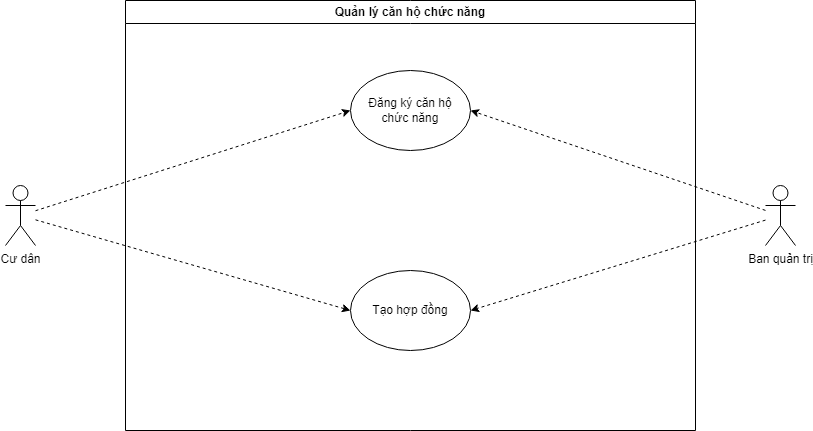 Quản lý căn hộ chức năng
Đăng ký căn hộ
chức năng
Cư dân
Ban quản trị
Tạo hợp đồng